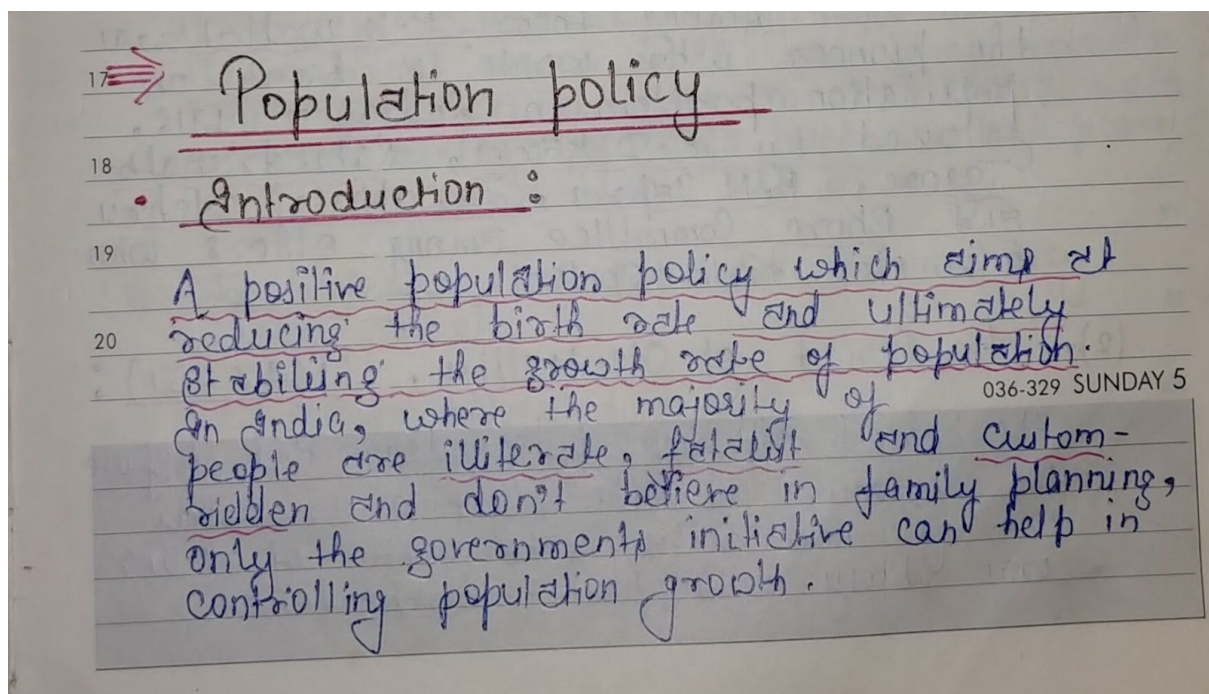 17 ⇒ Population policy
18
• Introduction :
19
A positive population policy which aims at
20 reducing the birth rate and ultimately
stabilizing the growth rate of population.
036-329 SUNDAY 5
In India, where the majority of
people are illiterate, fatalist and custom-
ridden and don't believe in family planning,
only the governments initiative can help in
controlling population growth.